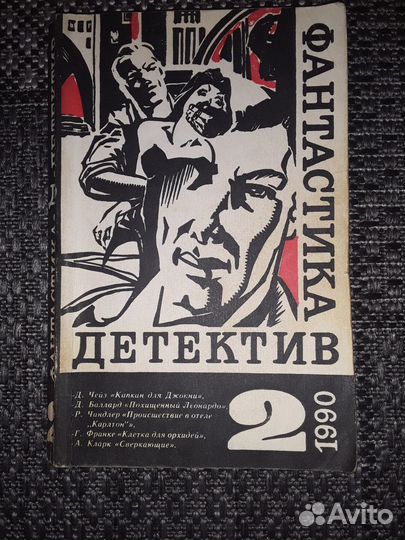 ФАНТАСТИКА
ДЕТЕКТИВ
Д. Чейз «Капкан для Джонни»,
Д. Баллард «Похищенный Леонардо»,
Р. Чандлер «Происшествие в отеле
„Карлтон"»,
Г. Франке «Клетка для орхидей»,
А. Кларк «Сверкающие».
2
1990
Avito